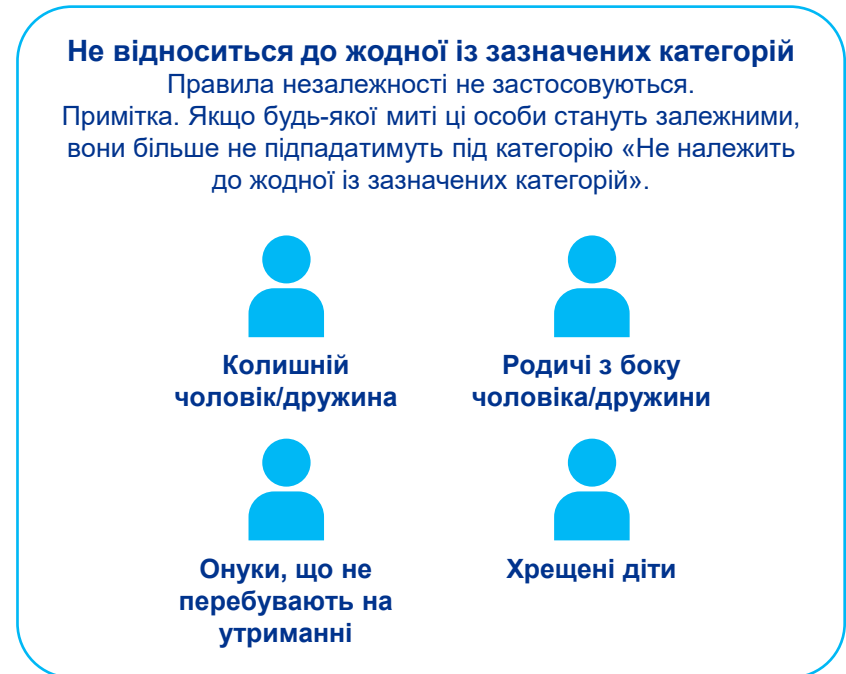 Не відноситься до жодної із зазначених категорій
Правила незалежності не застосовуються.
Примітка. Якщо будь-якої миті ці особи стануть залежними,
вони більше не підпадатимуть під категорію «Не належить
до жодної із зазначених категорій».
Колишній
чоловік/дружина
Родичі з боку
чоловіка/дружини
Онуки, що не
перебувають на
утриманні
Хрещені діти